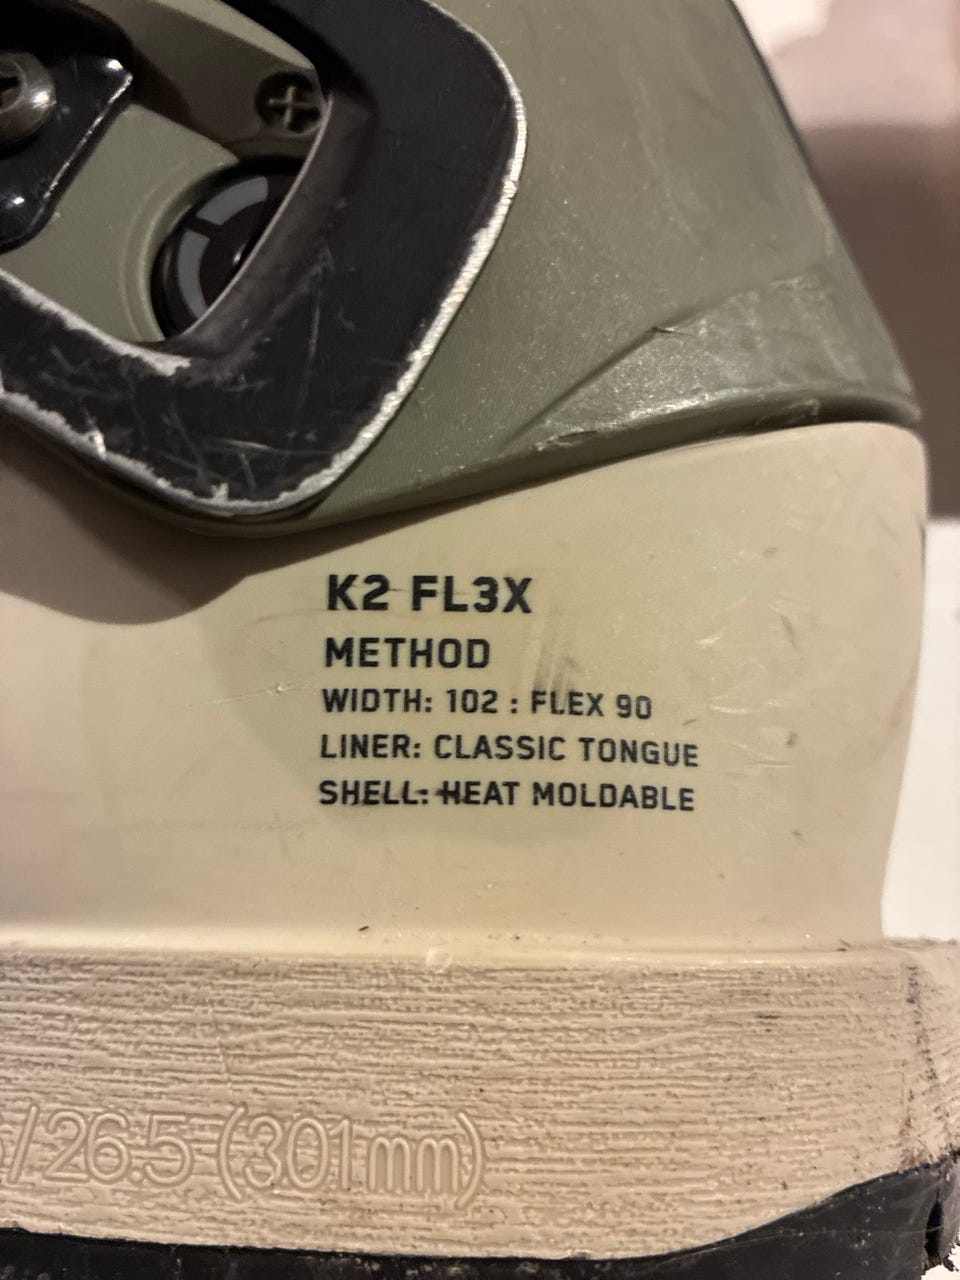 K2 FL3X
METHOD
WIDTH: 102 : FLEX 90
LINER: CLASSIC TONGUE
SHELL: HEAT MOLDABLE
/26.5 (301mm)